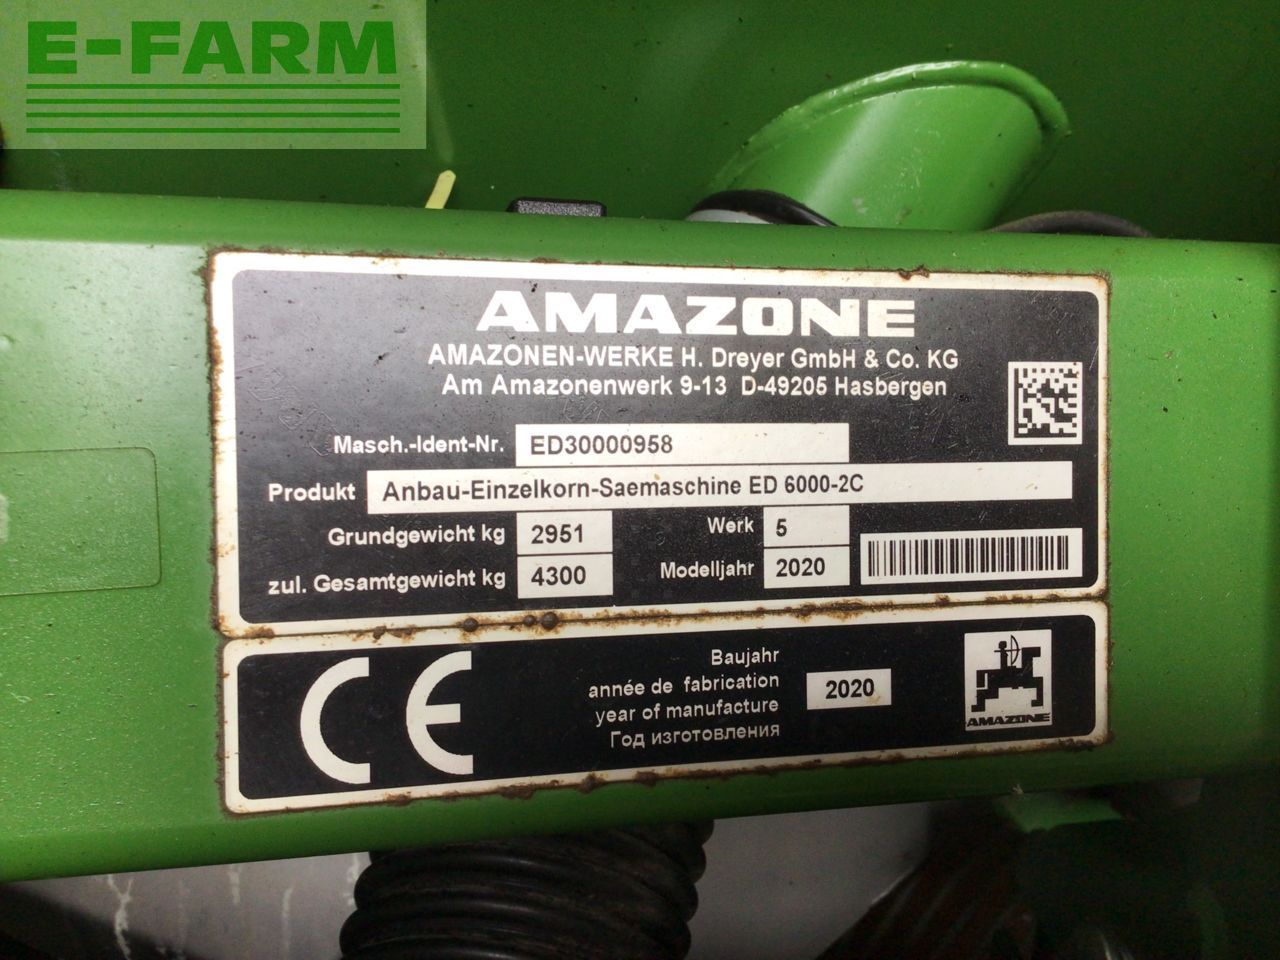 E-FARM
AMAZONE
AMAZONEN-WERKE H. Dreyer GmbH & Co. KG
Am Amazonenwerk 9-13 D-49205 Hasbergen
Masch.-Ident-Nr. ED30000958
Produkt Anbau-Einzelkorn-Saemaschine ED 6000-2C
Grundgewicht kg 2951 Werk 5
zul. Gesamtgewicht kg 4300 Modelljahr 2020
CE
Baujahr
année de fabrication
year of manufacture
Год изготовления
2020
AMAZONE